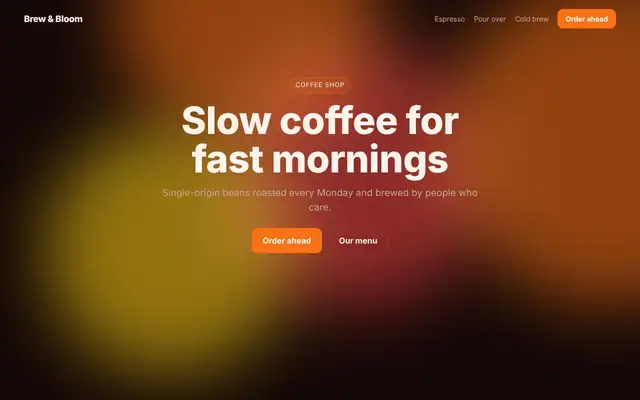 Brew & Bloom
Espresso Pour over Cold brew Order ahead
COFFEE SHOP
Slow coffee for
fast mornings
Single-origin beans roasted every Monday and brewed by people who
care.
Order ahead Our menu